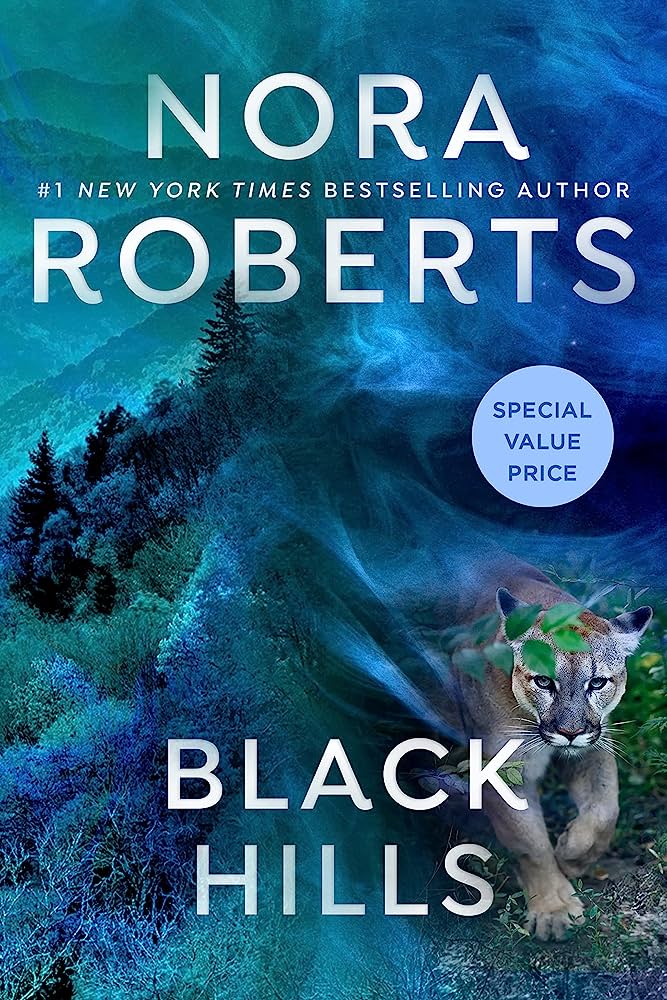 NORA
#1 NEW YORK TIMES BESTSELLING AUTHOR
ROBERTS
SPECIAL
VALUE
PRICE
BLACK
HILLS